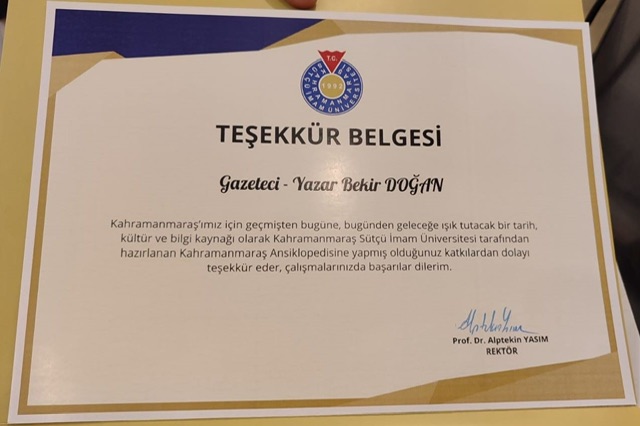 T.C.
KAHRAMANMARAŞ
SÜTÇÜ İMAM ÜNİVERSİTESİ
1992
TEŞEKKÜR BELGESİ
Gazeteci - Yazar Bekir DOĞAN
Kahramanmaraş'ımız için geçmişten bugüne, bugünden geleceğe ışık tutacak bir tarih,
kültür ve bilgi kaynağı olarak Kahramanmaraş Sütçü İmam Üniversitesi tarafından
hazırlanan Kahramanmaraş Ansiklopedisine yapmış olduğunuz katkılardan dolayı
teşekkür eder, çalışmalarınızda başarılar dilerim.
Prof. Dr. Alptekin YASIM
REKTÖR